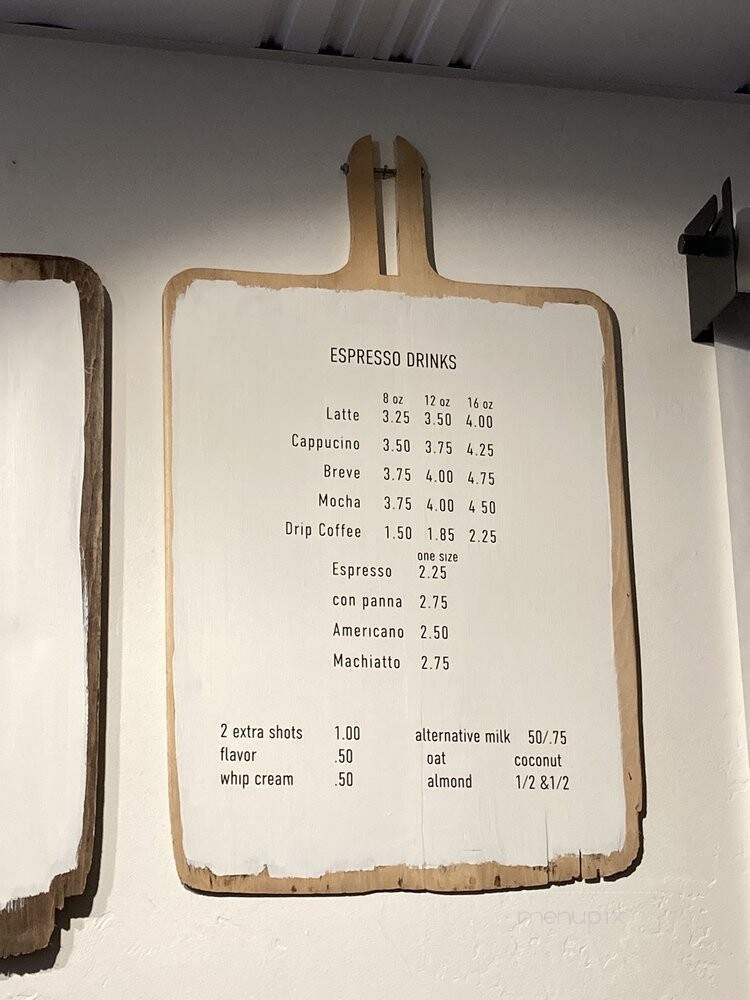 ESPRESSO DRINKS
8 oz 12 oz 16 oz
Latte 3.25 3.50 4.00
Cappucino 3.50 3.75 4.25
Breve 3.75 4.00 4.75
Mocha 3.75 4.00 4 50
Drip Coffee 1.50 1.85 2.25
one size
Espresso 2.25
con panna 2.75
Americano 2.50
Machiatto 2.75
2 extra shots 1.00 alternative milk 50/.75
flavor .50 oat coconut
whip cream .50 almond 1/2 &1/2